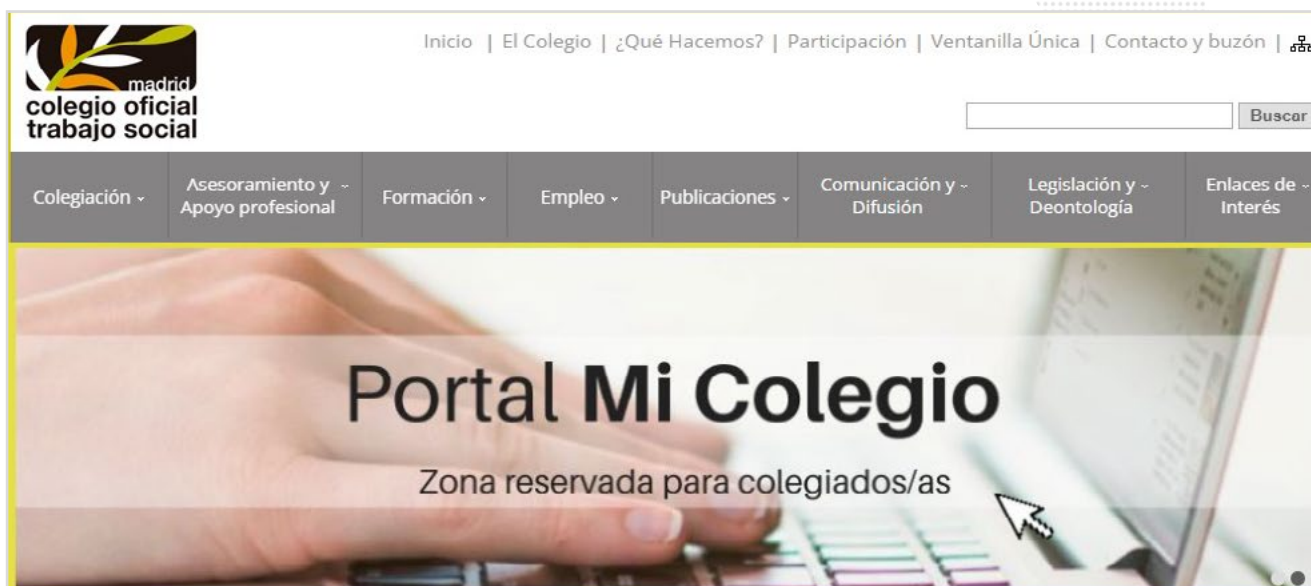 madrid
colegio oficial
trabajo social
Inicio | El Colegio | ¿Qué Hacemos? | Participación | Ventanilla Única | Contacto y buzón |
Buscar
Colegiación
Asesoramiento y
Apoyo profesional
Formación
Empleo
Publicaciones
Comunicación y
Difusión
Legislación y
Deontología
Enlaces de
Interés
Portal Mi Colegio
Zona reservada para colegiados/as